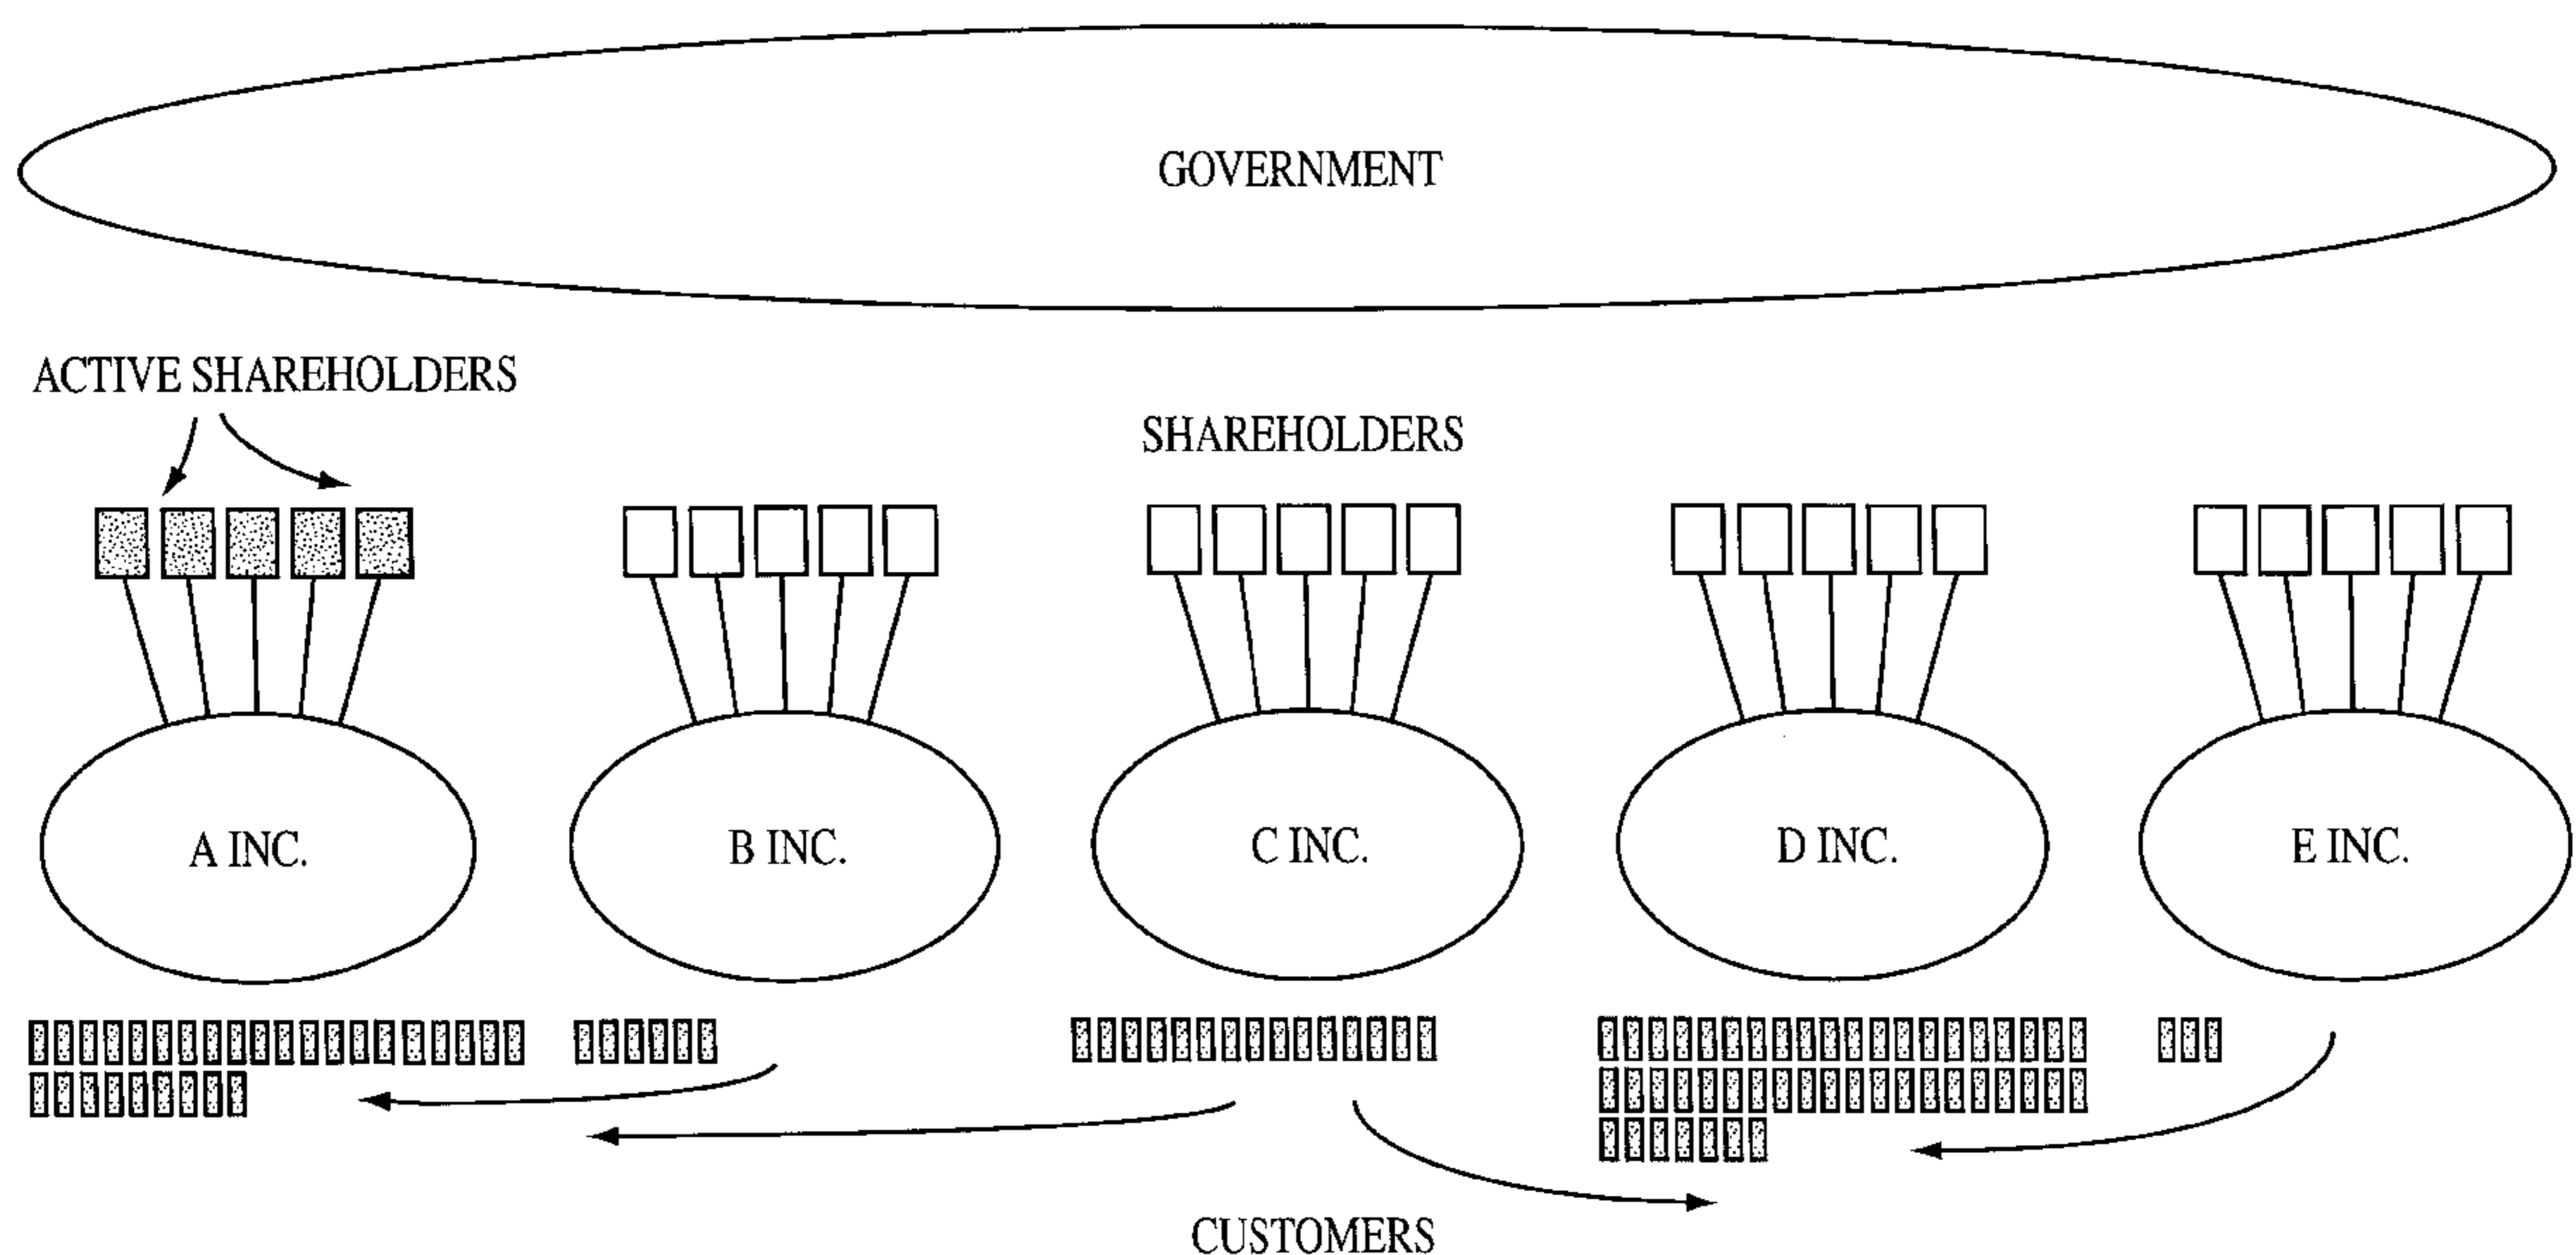 GOVERNMENT
ACTIVE SHAREHOLDERS
SHAREHOLDERS
A INC.
B INC.
C INC.
D INC.
E INC.
CUSTOMERS